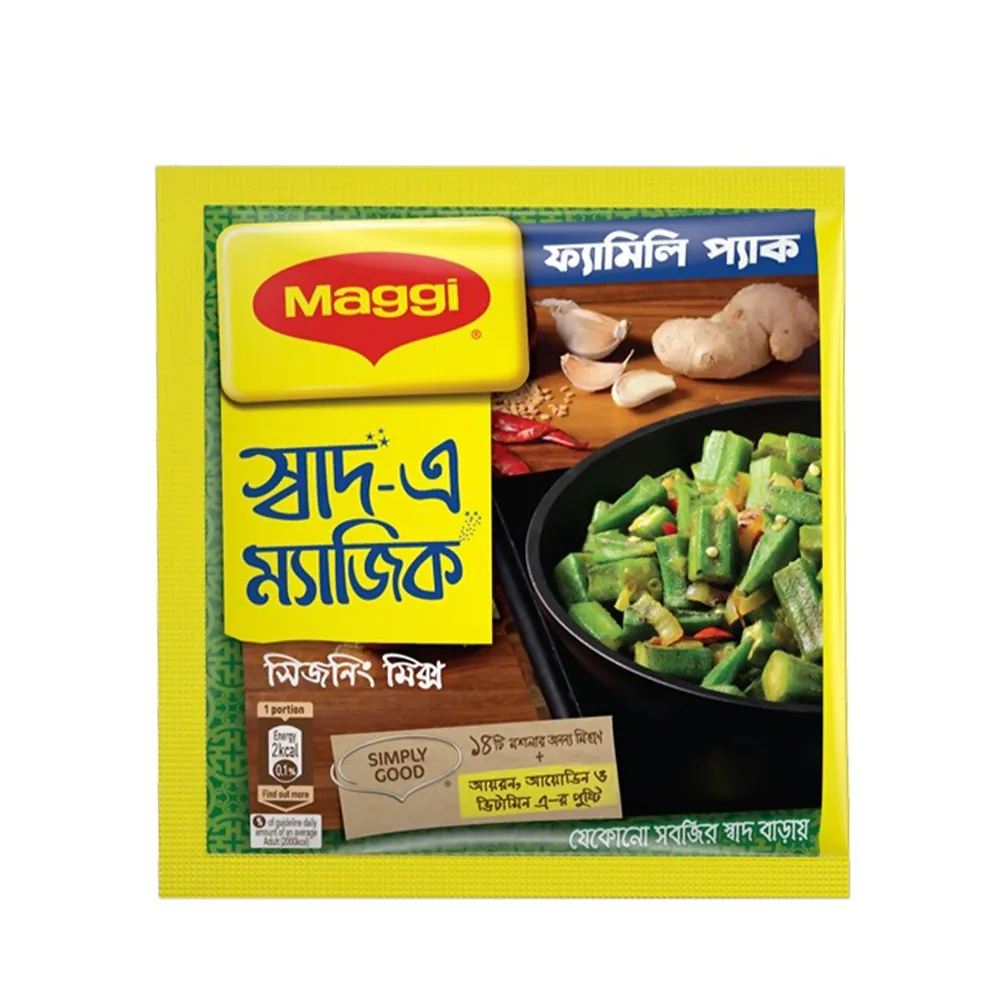 ফ্যামিলি প্যাক
Maggi
®
স্বাদ-এ
ম্যাজিক
সিজনিং মিক্স
1 portion
Energy
2kcal
0.1%
Find out more
% of guideline daily
amount of an average
Adult (2000kcal)
SIMPLY
GOOD
®
১৪টি মশলার অনন্য মিশ্রণ
+
আয়রন, আয়োডিন ও
ভিটামিন এ-র পুষ্টি
যেকোনো সবজির স্বাদ বাড়ায়